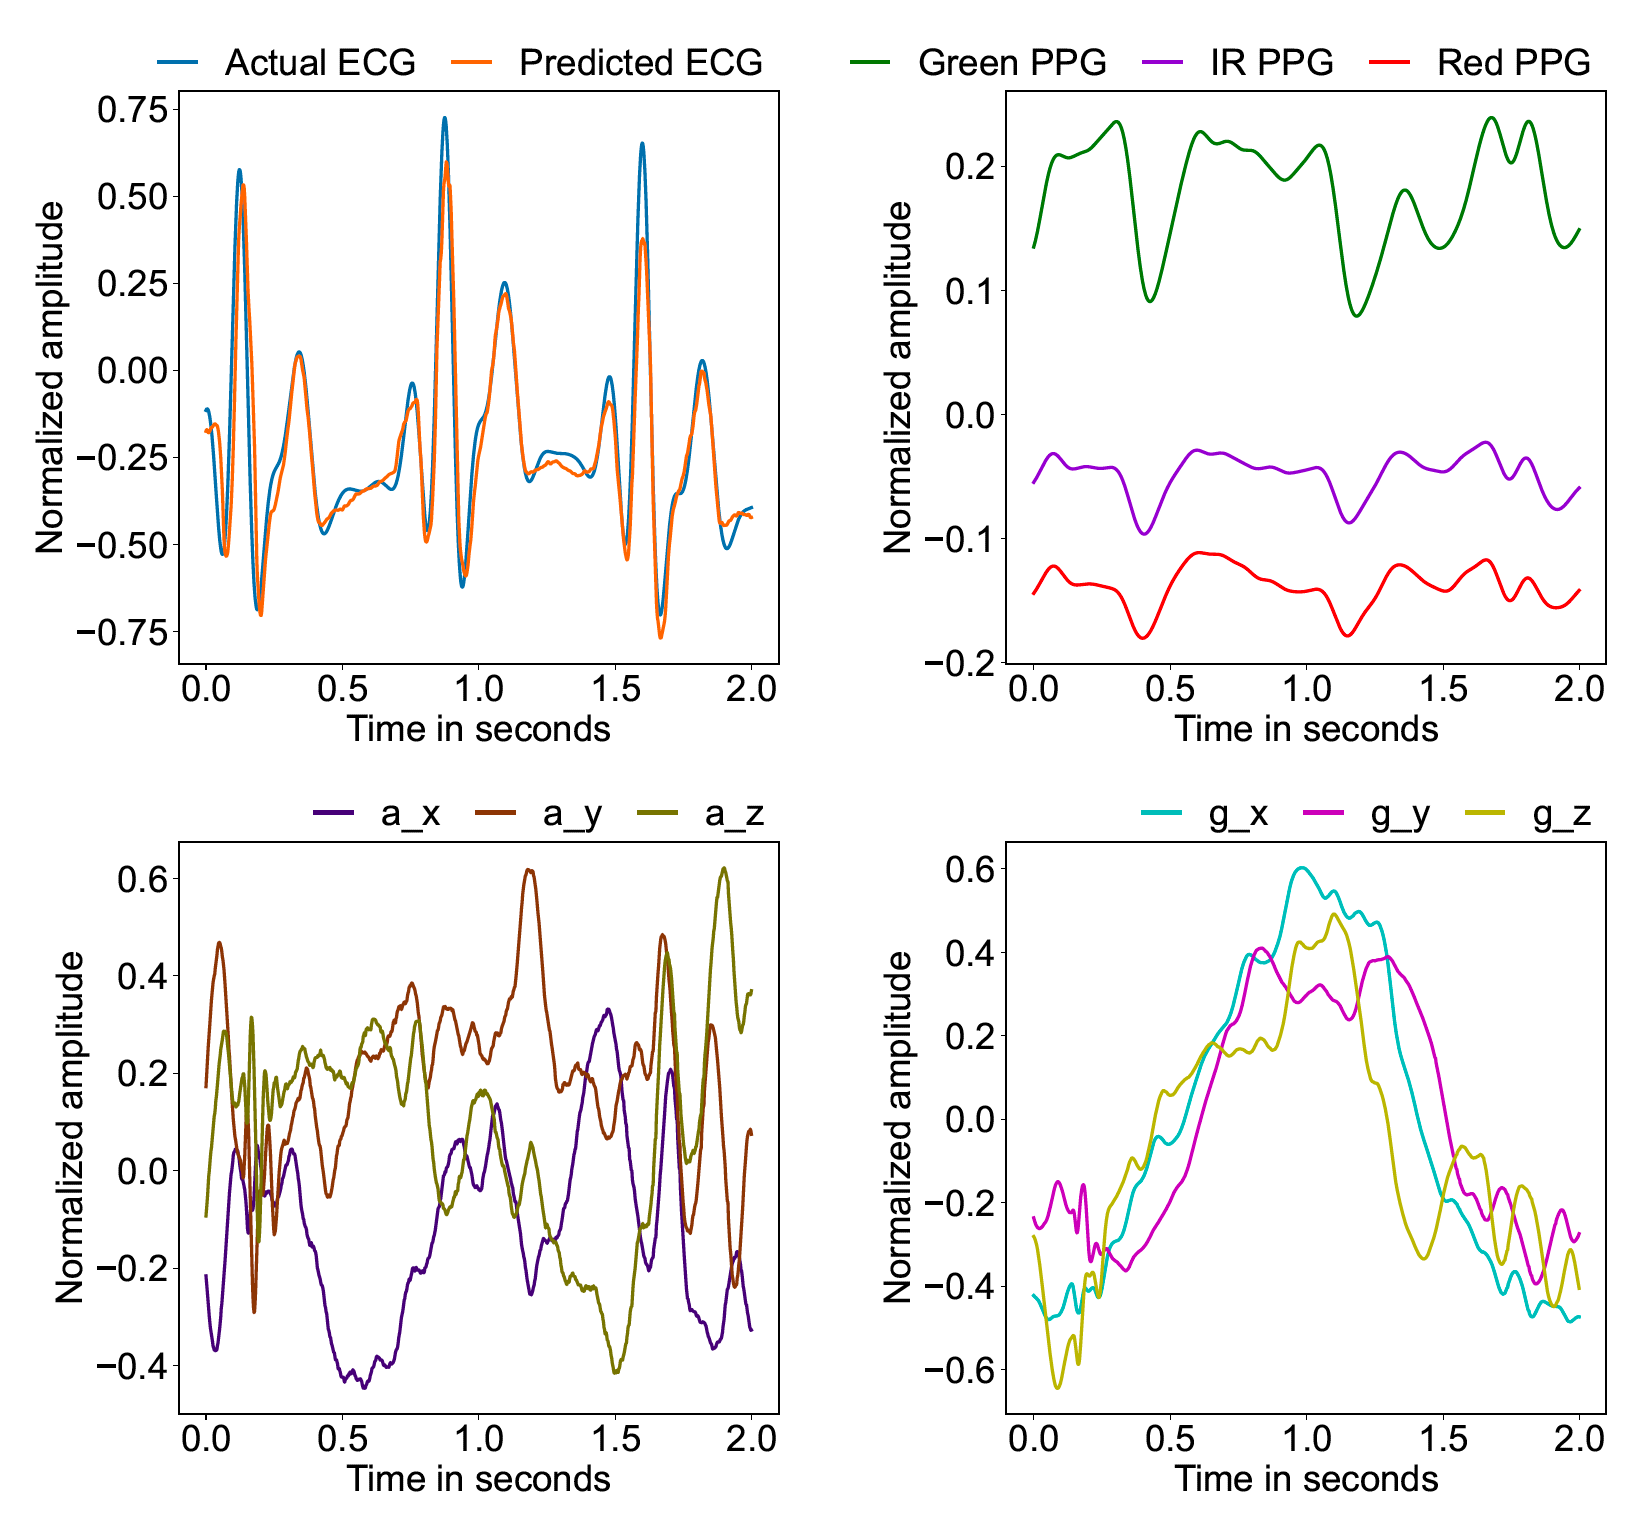 Actual ECG Predicted ECG
0.75
0.50
0.25
0.00
−0.25
−0.50
−0.75
Normalized amplitude
0.0 0.5 1.0 1.5 2.0
Time in seconds
Green PPG IR PPG Red PPG
0.2
0.1
0.0
−0.1
−0.2
Normalized amplitude
0.0 0.5 1.0 1.5 2.0
Time in seconds
a_x a_y a_z
0.6
0.4
0.2
0.0
−0.2
−0.4
Normalized amplitude
0.0 0.5 1.0 1.5 2.0
Time in seconds
g_x g_y g_z
0.6
0.4
0.2
0.0
−0.2
−0.4
−0.6
Normalized amplitude
0.0 0.5 1.0 1.5 2.0
Time in seconds